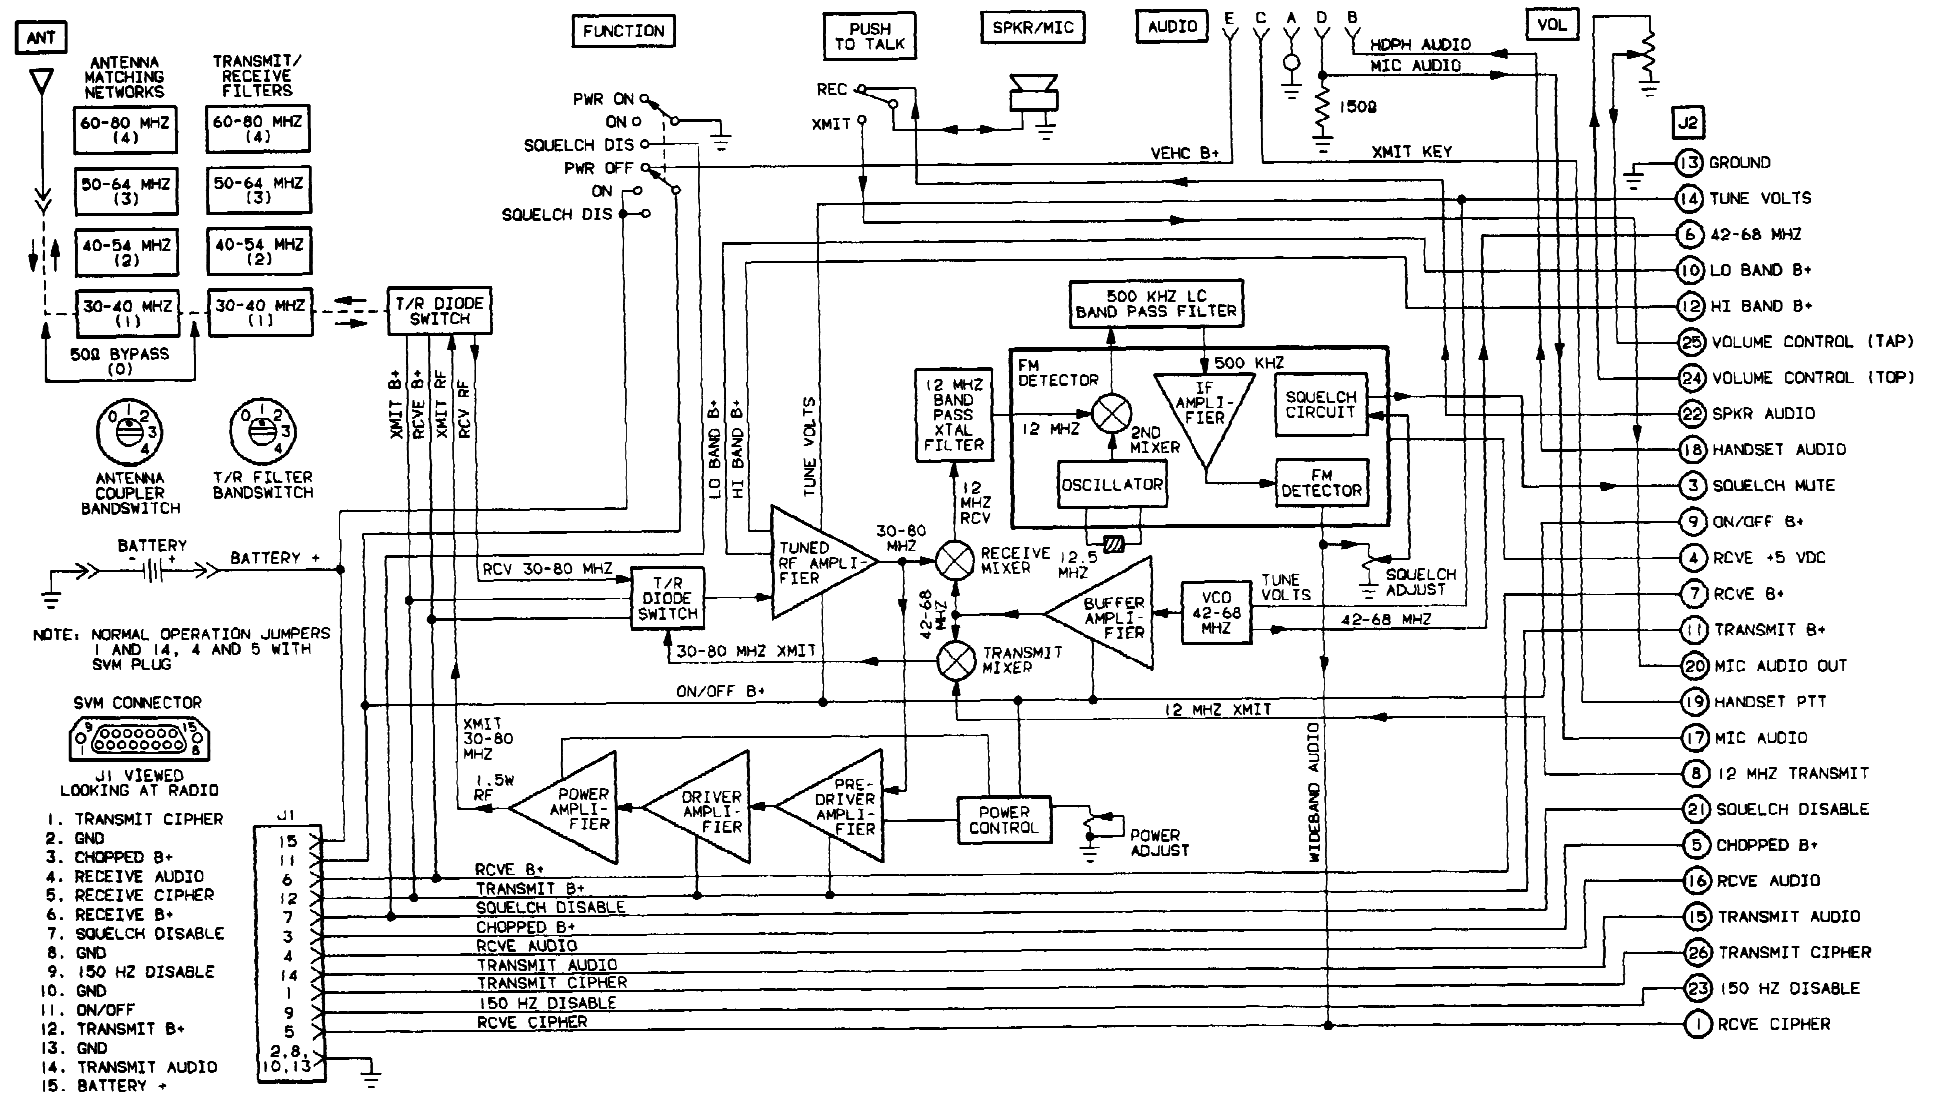 ANT
ANTENNA
MATCHING
NETWORKS
TRANSMIT/
RECEIVE
FILTERS
60-80 MHZ
(4)
60-80 MHZ
(4)
50-64 MHZ
(3)
50-64 MHZ
(3)
40-54 MHZ
(2)
40-54 MHZ
(2)
30-40 MHZ
(1)
30-40 MHZ
(1)
50Ω BYPASS
(0)
T/R DIODE
SWITCH
0 1 2 3 4
0 1 2 3 4
ANTENNA
COUPLER
BANDSWITCH
T/R FILTER
BANDSWITCH
XMIT B+
RCVE B+
XMIT RF
RCV RF
FUNCTION
PWR ON
ON
SQUELCH DIS
PWR OFF
ON
SQUELCH DIS
PUSH
TO TALK
REC
XMIT
SPKR/MIC
AUDIO
E C A D B
HDPH AUDIO
MIC AUDIO
150Ω
VEHC B+
XMIT KEY
VOL
J2
13 GROUND
14 TUNE VOLTS
6 42-68 MHZ
10 LO BAND B+
12 HI BAND B+
25 VOLUME CONTROL (TAP)
24 VOLUME CONTROL (TOP)
22 SPKR AUDIO
18 HANDSET AUDIO
3 SQUELCH MUTE
9 ON/OFF B+
4 RCVE +5 VDC
7 RCVE B+
11 TRANSMIT B+
20 MIC AUDIO OUT
19 HANDSET PTT
17 MIC AUDIO
8 12 MHZ TRANSMIT
21 SQUELCH DISABLE
5 CHOPPED B+
16 RCVE AUDIO
15 TRANSMIT AUDIO
26 TRANSMIT CIPHER
23 150 HZ DISABLE
1 RCVE CIPHER
LO BAND B+
HI BAND B+
TUNE VOLTS
500 KHZ LC
BAND PASS FILTER
FM
DETECTOR
500 KHZ
IF
AMPLI-
FIER
SQUELCH
CIRCUIT
12 MHZ
BAND
PASS
XTAL
FILTER
12 MHZ
2ND
MIXER
OSCILLATOR
FM
DETECTOR
12
MHZ
RCV
30-80
MHZ
TUNED
RF AMPLI-
FIER
RECEIVE
MIXER
12.5
MHZ
SQUELCH
ADJUST
BATTERY
- +
BATTERY +
RCV 30-80 MHZ
T/R
DIODE
SWITCH
42-68
MHZ
BUFFER
AMPLI-
FIER
VCO
42-68
MHZ
TUNE
VOLTS
42-68 MHZ
NOTE: NORMAL OPERATION JUMPERS
1 AND 14, 4 AND 5 WITH
SVM PLUG
30-80 MHZ XMIT
TRANSMIT
MIXER
ON/OFF B+
12 MHZ XMIT
WIDEBAND AUDIO
SVM CONNECTOR
9 15
1 8
J1 VIEWED
LOOKING AT RADIO
XMIT
30-80
MHZ
1.5W
RF
POWER
AMPLI-
FIER
DRIVER
AMPLI-
FIER
PRE-
DRIVER
AMPLI-
FIER
POWER
CONTROL
POWER
ADJUST
1. TRANSMIT CIPHER
2. GND
3. CHOPPED B+
4. RECEIVE AUDIO
5. RECEIVE CIPHER
6. RECEIVE B+
7. SQUELCH DISABLE
8. GND
9. 150 HZ DISABLE
10. GND
11. ON/OFF
12. TRANSMIT B+
13. GND
14. TRANSMIT AUDIO
15. BATTERY +
J1
15
11
6
12
7
3
4
14
1
9
5
2,8,
10,13
RCVE B+
TRANSMIT B+
SQUELCH DISABLE
CHOPPED B+
RCVE AUDIO
TRANSMIT AUDIO
TRANSMIT CIPHER
150 HZ DISABLE
RCVE CIPHER